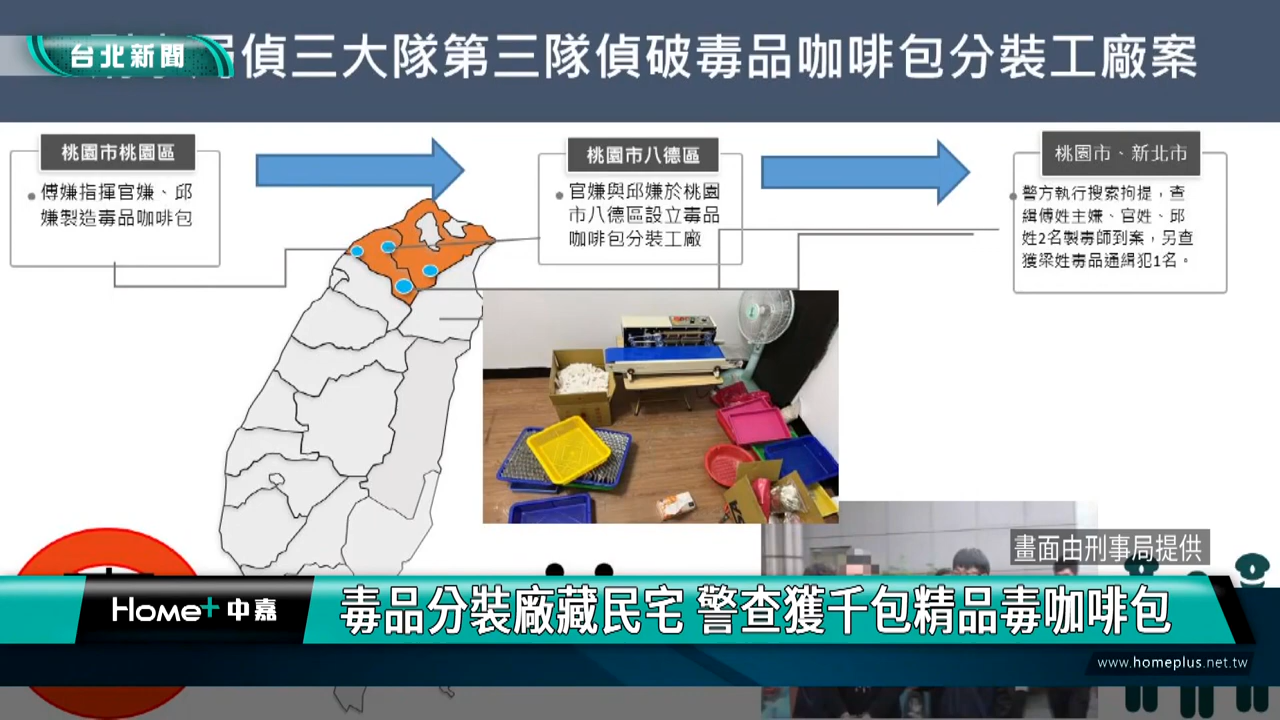 台北新聞
偵三大隊第三隊偵破毒品咖啡包分裝工廠案
桃園市桃園區
傅嫌指揮官嫌、邱
嫌製造毒品咖啡包
桃園市八德區
官嫌與邱嫌於桃園
市八德區設立毒品
咖啡包分裝工廠
桃園市、新北市
警方執行搜索拘提，查
緝傅姓主嫌、官姓、邱
姓2名製毒師到案，另查
獲梁姓毒品通緝犯1名。
畫面由刑事局提供
Home+中嘉
毒品分裝廠藏民宅 警查獲千包精品毒咖啡包
www.homeplus.net.tw